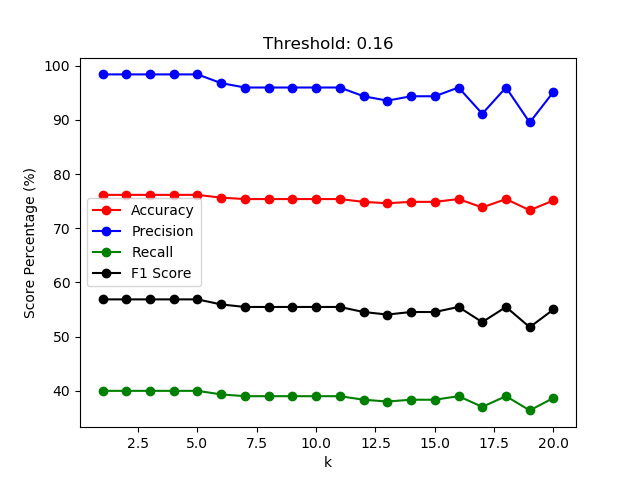 Threshold: 0.16
100
90
80
70
60
50
40
Score Percentage (%)
Accuracy
Precision
Recall
F1 Score
2.5 5.0 7.5 10.0 12.5 15.0 17.5 20.0
k